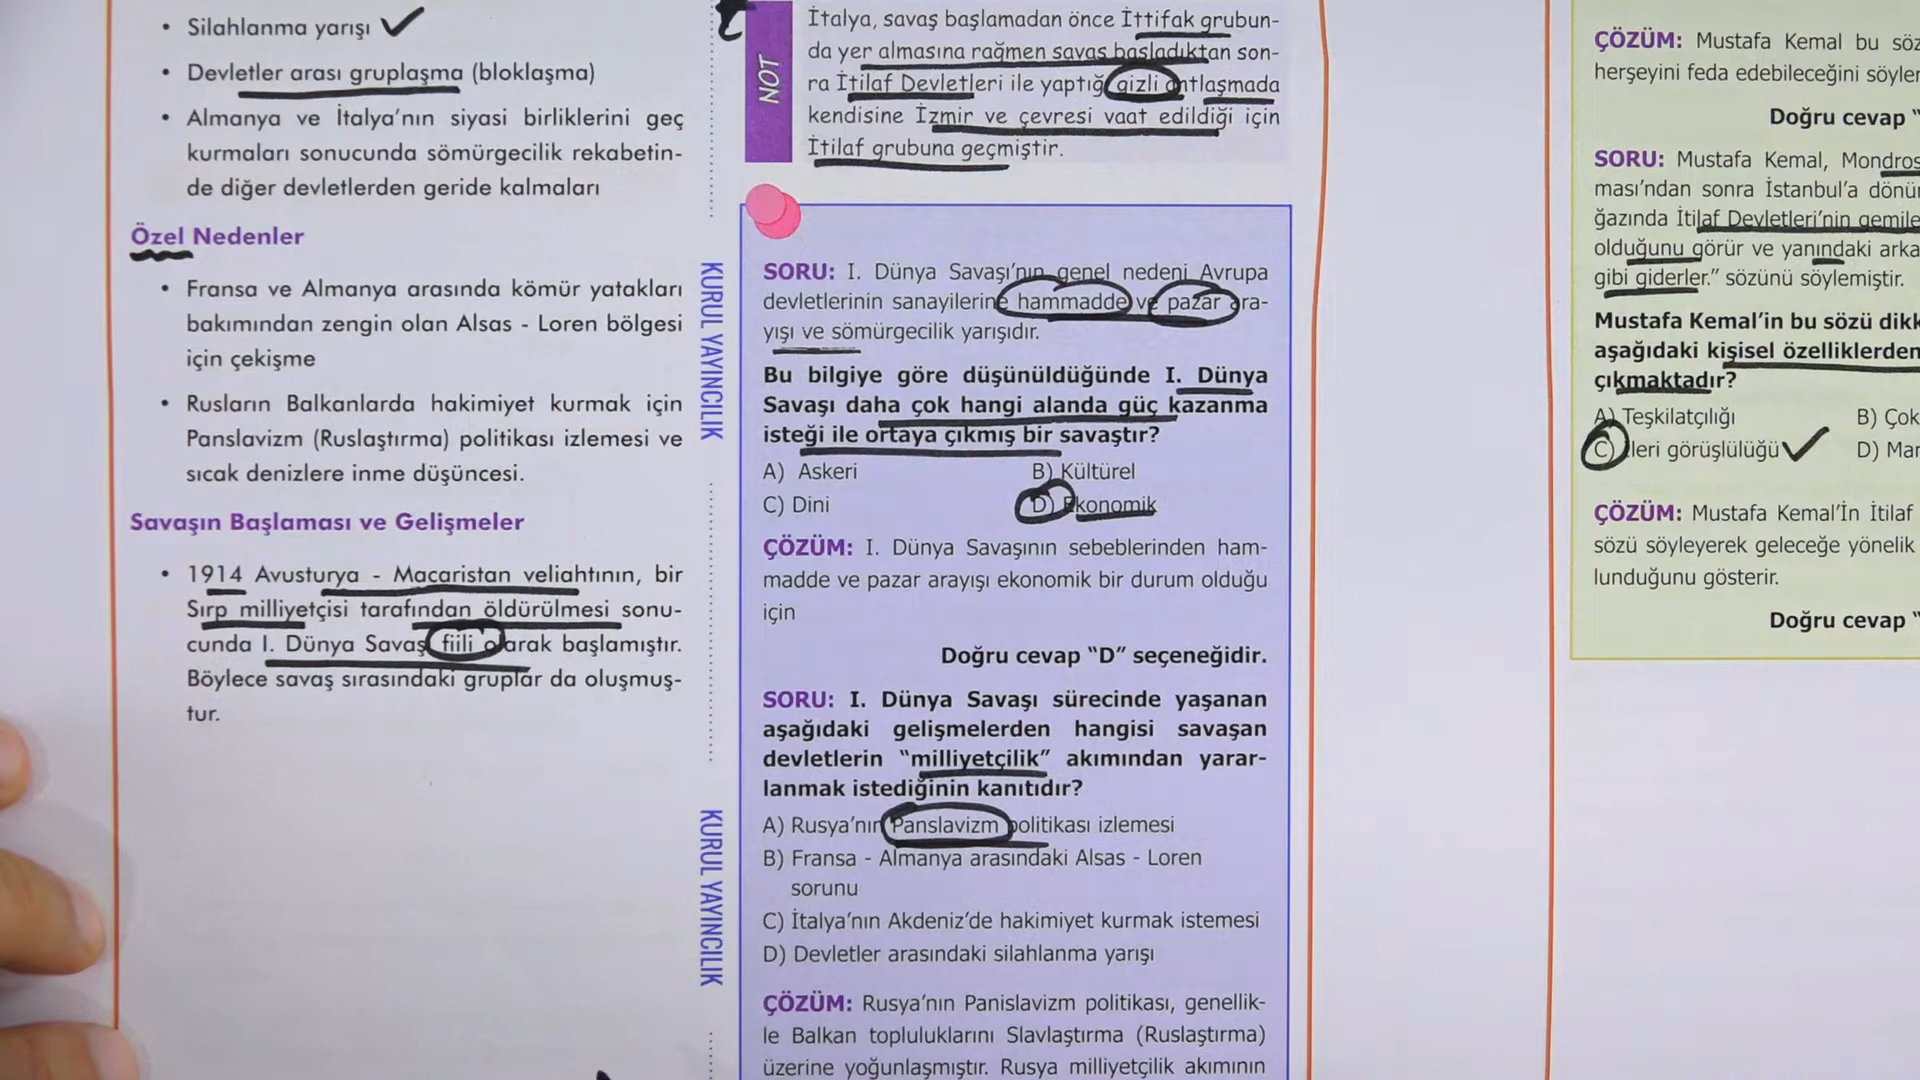 • Silahlanma yarışı
• Devletler arası gruplaşma (bloklaşma)
• Almanya ve İtalya’nın siyasi birliklerini geç
kurmaları sonucunda sömürgecilik rekabetin-
de diğer devletlerden geride kalmaları
Özel Nedenler
• Fransa ve Almanya arasında kömür yatakları
bakımından zengin olan Alsas - Loren bölgesi
için çekişme
• Rusların Balkanlarda hakimiyet kurmak için
Panslavizm (Ruslaştırma) politikası izlemesi ve
sıcak denizlere inme düşüncesi.
Savaşın Başlaması ve Gelişmeler
• 1914 Avusturya - Macaristan veliahtının, bir
Sırp milliyetçisi tarafından öldürülmesi sonu-
cunda I. Dünya Savaş fiili olarak başlamıştır.
Böylece savaş sırasındaki gruplar da oluşmuş-
tur.
KURUL YAYINCILIK
KURUL YAYINCILIK
NOT
İtalya, savaş başlamadan önce İttifak grubun-
da yer almasına rağmen savaş başladıktan son-
ra İtilaf Devletleri ile yaptığ gizli antlaşmada
kendisine İzmir ve çevresi vaat edildiği için
İtilaf grubuna geçmiştir.
SORU: I. Dünya Savaşı’nın genel nedeni Avrupa
devletlerinin sanayilerine hammadde ve pazar ara-
yışı ve sömürgecilik yarışıdır.
Bu bilgiye göre düşünüldüğünde I. Dünya
Savaşı daha çok hangi alanda güç kazanma
isteği ile ortaya çıkmış bir savaştır?
A) Askeri B) Kültürel
C) Dini D) Ekonomik
ÇÖZÜM: I. Dünya Savaşının sebeblerinden ham-
madde ve pazar arayışı ekonomik bir durum olduğu
için
Doğru cevap “D” seçeneğidir.
SORU: I. Dünya Savaşı sürecinde yaşanan
aşağıdaki gelişmelerden hangisi savaşan
devletlerin “milliyetçilik” akımından yarar-
lanmak istediğinin kanıtıdır?
A) Rusya’nın Panslavizm politikası izlemesi
B) Fransa - Almanya arasındaki Alsas - Loren
sorunu
C) İtalya’nın Akdeniz’de hakimiyet kurmak istemesi
D) Devletler arasındaki silahlanma yarışı
ÇÖZÜM: Rusya’nın Panislavizm politikası, genellik-
le Balkan topluluklarını Slavlaştırma (Ruslaştırma)
üzerine yoğunlaşmıştır. Rusya milliyetçilik akımının
ÇÖZÜM: Mustafa Kemal bu söz
herşeyini feda edebileceğini söyler
Doğru cevap “
SORU: Mustafa Kemal, Mondros
ması’ndan sonra İstanbul’a dönür
ğazında İtilaf Devletleri’nin gemile
olduğunu görür ve yanındaki arka
gibi giderler.” sözünü söylemiştir.
Mustafa Kemal’in bu sözü dikk
aşağıdaki kişisel özelliklerden
çıkmaktadır?
A) Teşkilatçılığı B) Çok
C) İleri görüşlülüğü D) Mar
ÇÖZÜM: Mustafa Kemal’İn İtilaf
sözü söyleyerek geleceğe yönelik
lunduğunu gösterir.
Doğru cevap “